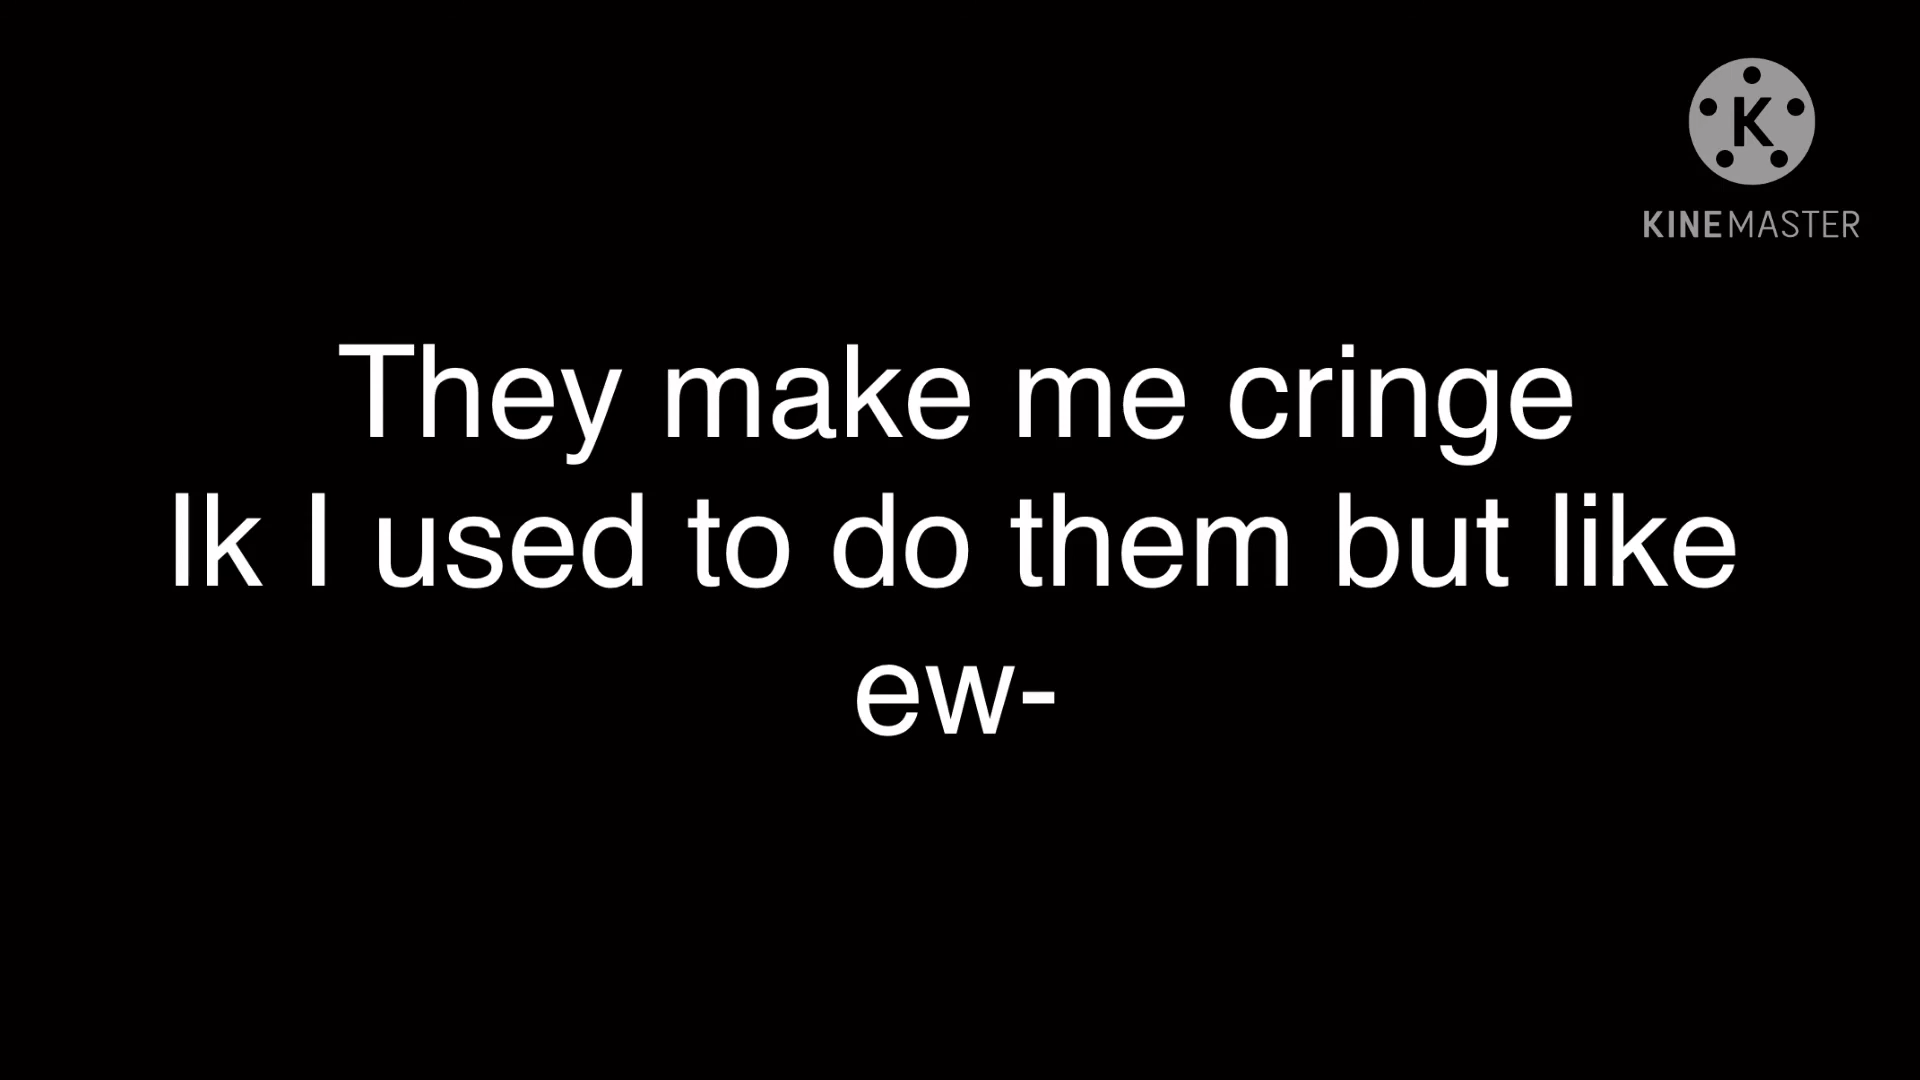 K
KINEMASTER
They make me cringe
Ik I used to do them but like
ew-